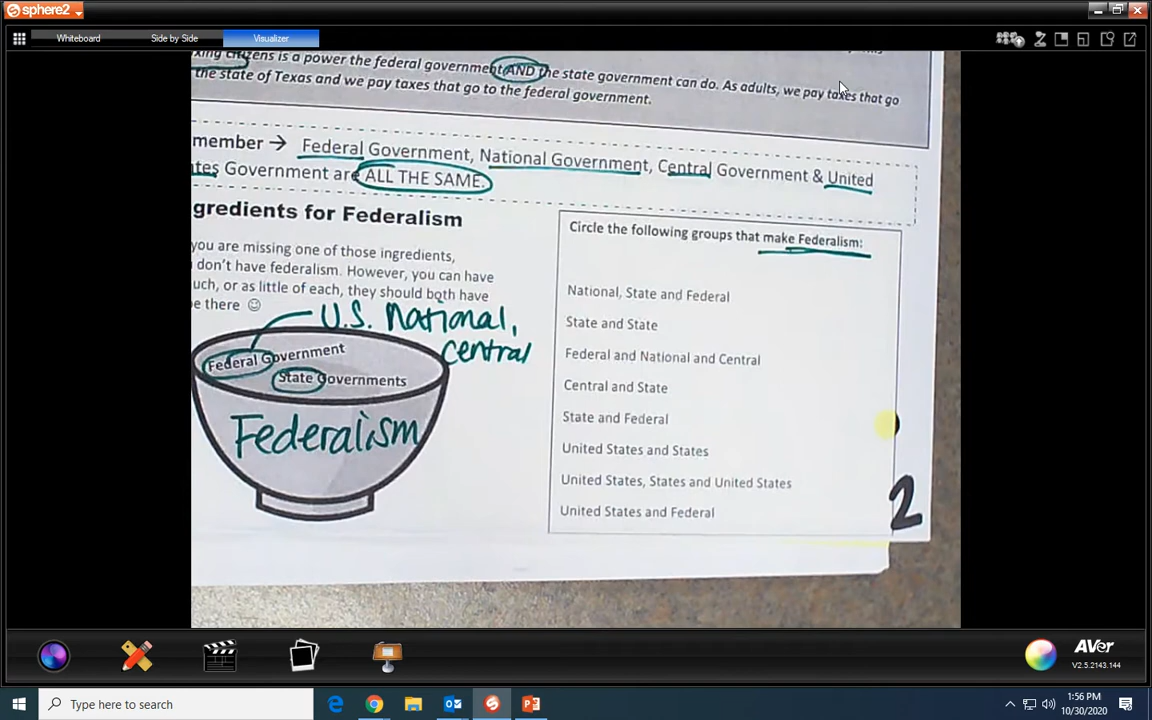 sphere2
Whiteboard Side by Side Visualizer
citizens is a power the federal government AND the state government can do. As adults, we pay taxes that go
the state of Texas and we pay taxes that go to the federal government.
member → Federal Government, National Government, Central Government & United
tes Government are ALL THE SAME.
gredients for Federalism
you are missing one of those ingredients,
don't have federalism. However, you can have
uch, or as little of each, they should both have
e there ☺
U.S. National,
central
Federal Government
State Governments
Federalism
Circle the following groups that make Federalism:
National, State and Federal
State and State
Federal and National and Central
Central and State
State and Federal
United States and States
United States, States and United States
United States and Federal
2
AVer
V2.5.2143.144
Type here to search
1:56 PM
10/30/2020